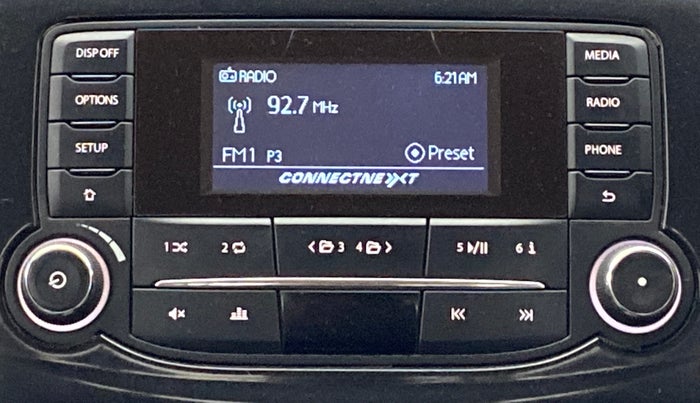 DISP OFF
OPTIONS
SETUP
RADIO 6:21AM
92.7 MHz
FM1 P3 Preset
CONNECTNEXT
MEDIA
RADIO
PHONE
1 2 3 4 5 6 i